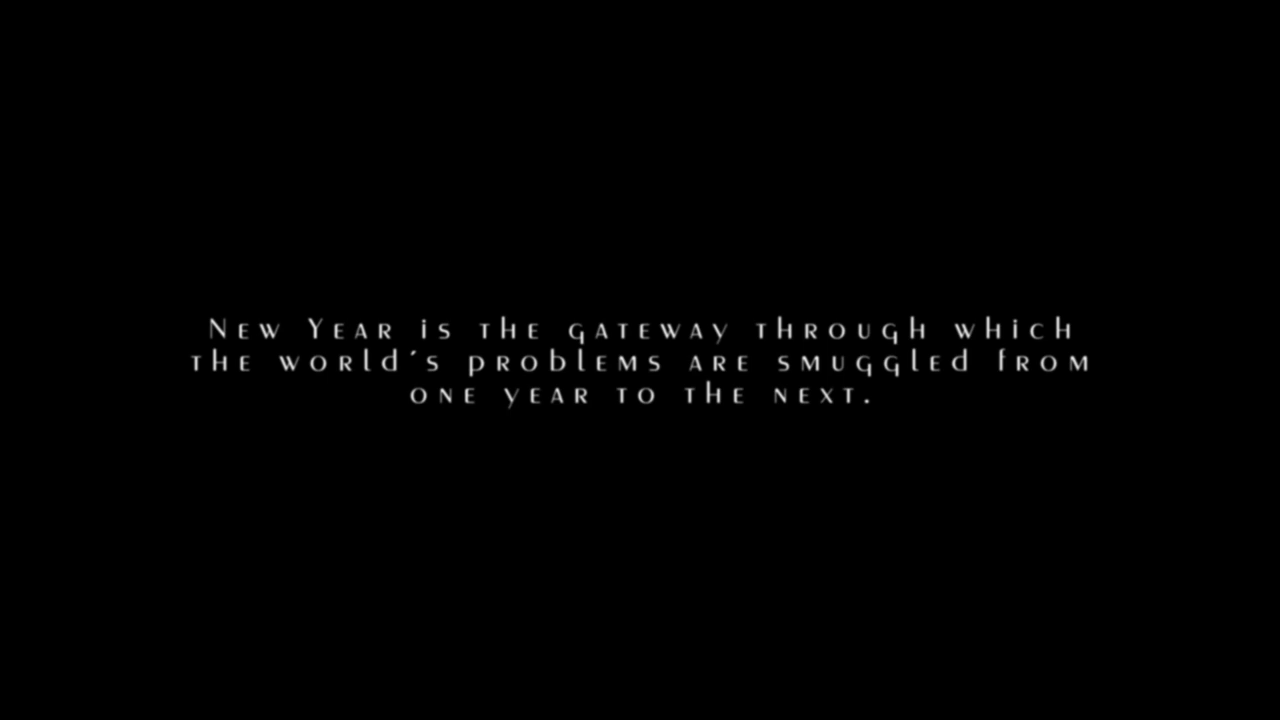 New Year is the gateway through which
the world's problems are smuggled from
one year to the next.